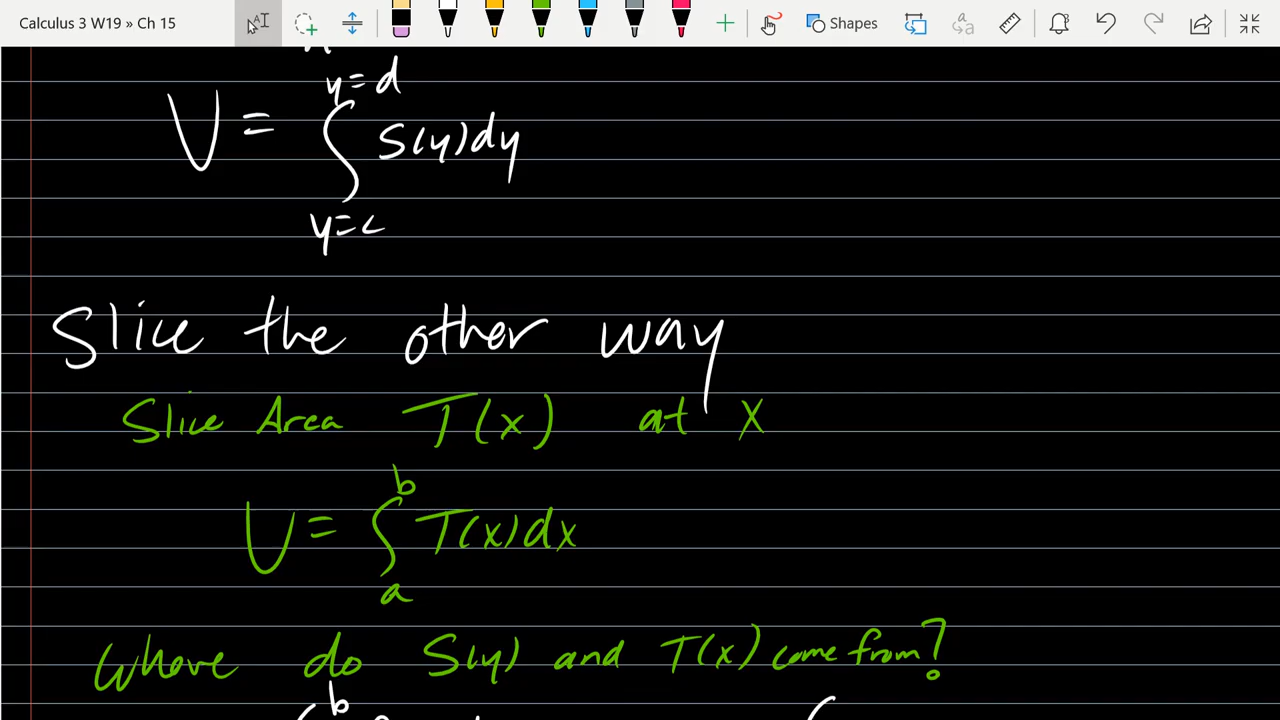 Calculus 3 W19 » Ch 15
Shapes
y=d
V= ∫ S(y)dy
y=c
Slice the other way
Slice Area T(x) at x
b
V= ∫ T(x)dx
a
Where do S(y) and T(x) come from?
b